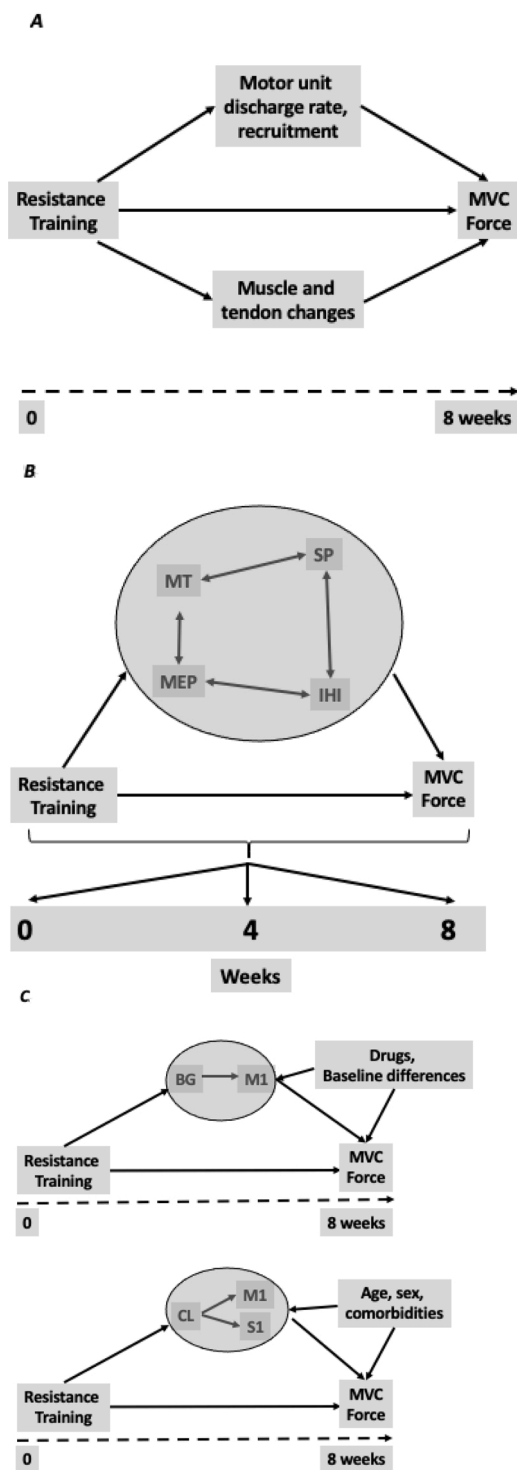 A
Motor unit
discharge rate,
recruitment
Resistance
Training
MVC
Force
Muscle and
tendon changes
0
8 weeks
B
SP
MT
MEP
IHI
Resistance
Training
MVC
Force
0
4
8
Weeks
C
BG
M1
Drugs,
Baseline differences
Resistance
Training
MVC
Force
0
8 weeks
M1
CL
S1
Age, sex,
comorbidities
Resistance
Training
MVC
Force
0
8 weeks